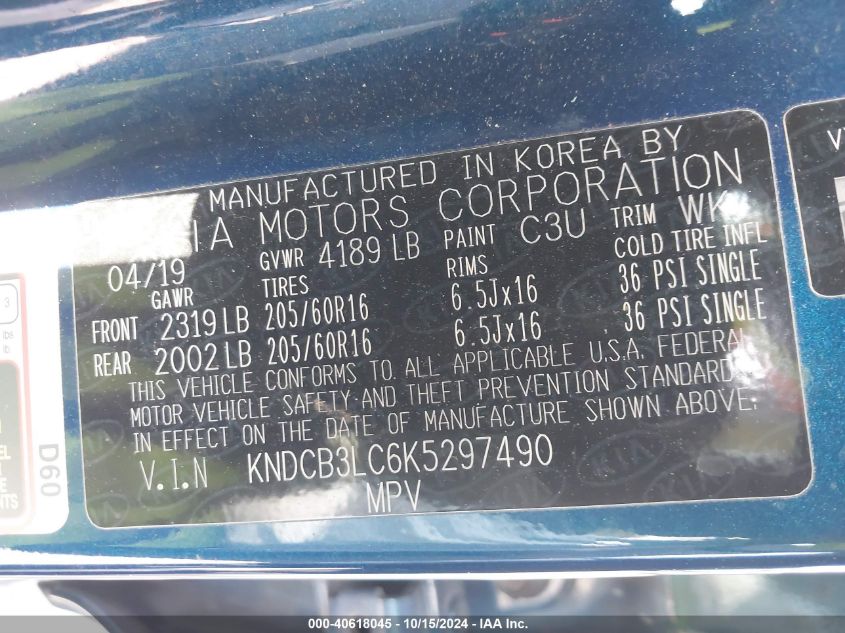 MANUFACTURED IN KOREA BY
KIA MOTORS CORPORATION
04/19 GVWR 4189 LB PAINT C3U TRIM WK
GAWR TIRES RIMS COLD TIRE INFL
FRONT 2319 LB 205/60R16 6.5Jx16 36 PSI SINGLE
REAR 2002 LB 205/60R16 6.5Jx16 36 PSI SINGLE
THIS VEHICLE CONFORMS TO ALL APPLICABLE U.S.A. FEDERAL
MOTOR VEHICLE SAFETY AND THEFT PREVENTION STANDARDS
IN EFFECT ON THE DATE OF MANUFACTURE SHOWN ABOVE.
V.I.N KNDCB3LC6K5297490
MPV
D60
000-40618045 - 10/15/2024 - IAA